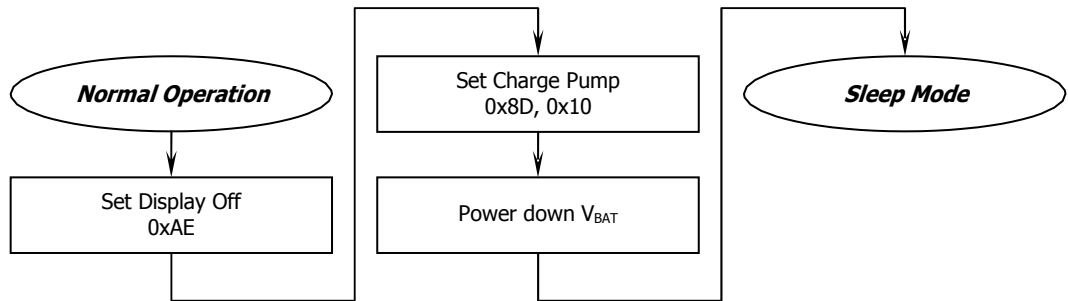 Normal Operation
Set Display Off
0xAE
Set Charge Pump
0x8D, 0x10
Power down VBAT
Sleep Mode